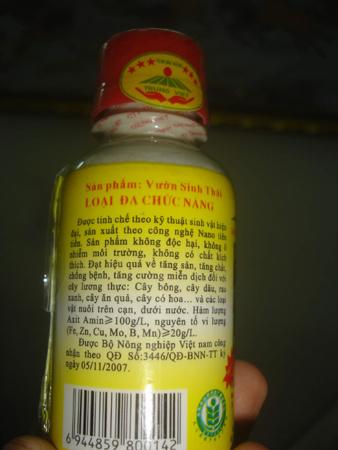 TRUNG VIỆT
Sản phẩm: Vườn Sinh Thái
LOẠI ĐA CHỨC NĂNG
Được tinh chế theo kỹ thuật sinh vật hiện
đại, sản xuất theo công nghệ Nano tiên
tiến. Sản phẩm không độc hại, không ô
nhiễm môi trường, không có chất kích
thích. Đạt hiệu quả về tăng sản, tăng chất,
chống bệnh, tăng cường miễn dịch đối với
cây lương thực: Cây bông, cây dâu, rau
xanh, cây ăn quả, cây có hoa... và các loại
vật nuôi trên cạn, dưới nước. Hàm lượng
Axit Amin≥100g/L, nguyên tố vi lượng
(Fe, Zn, Cu, Mo, B, Mn)≥20g/L.
Được Bộ Nông nghiệp Việt nam công
nhận theo QĐ Số:3446/QĐ-BNN-TT ký
ngày 05/11/2007.
6 944859 800142